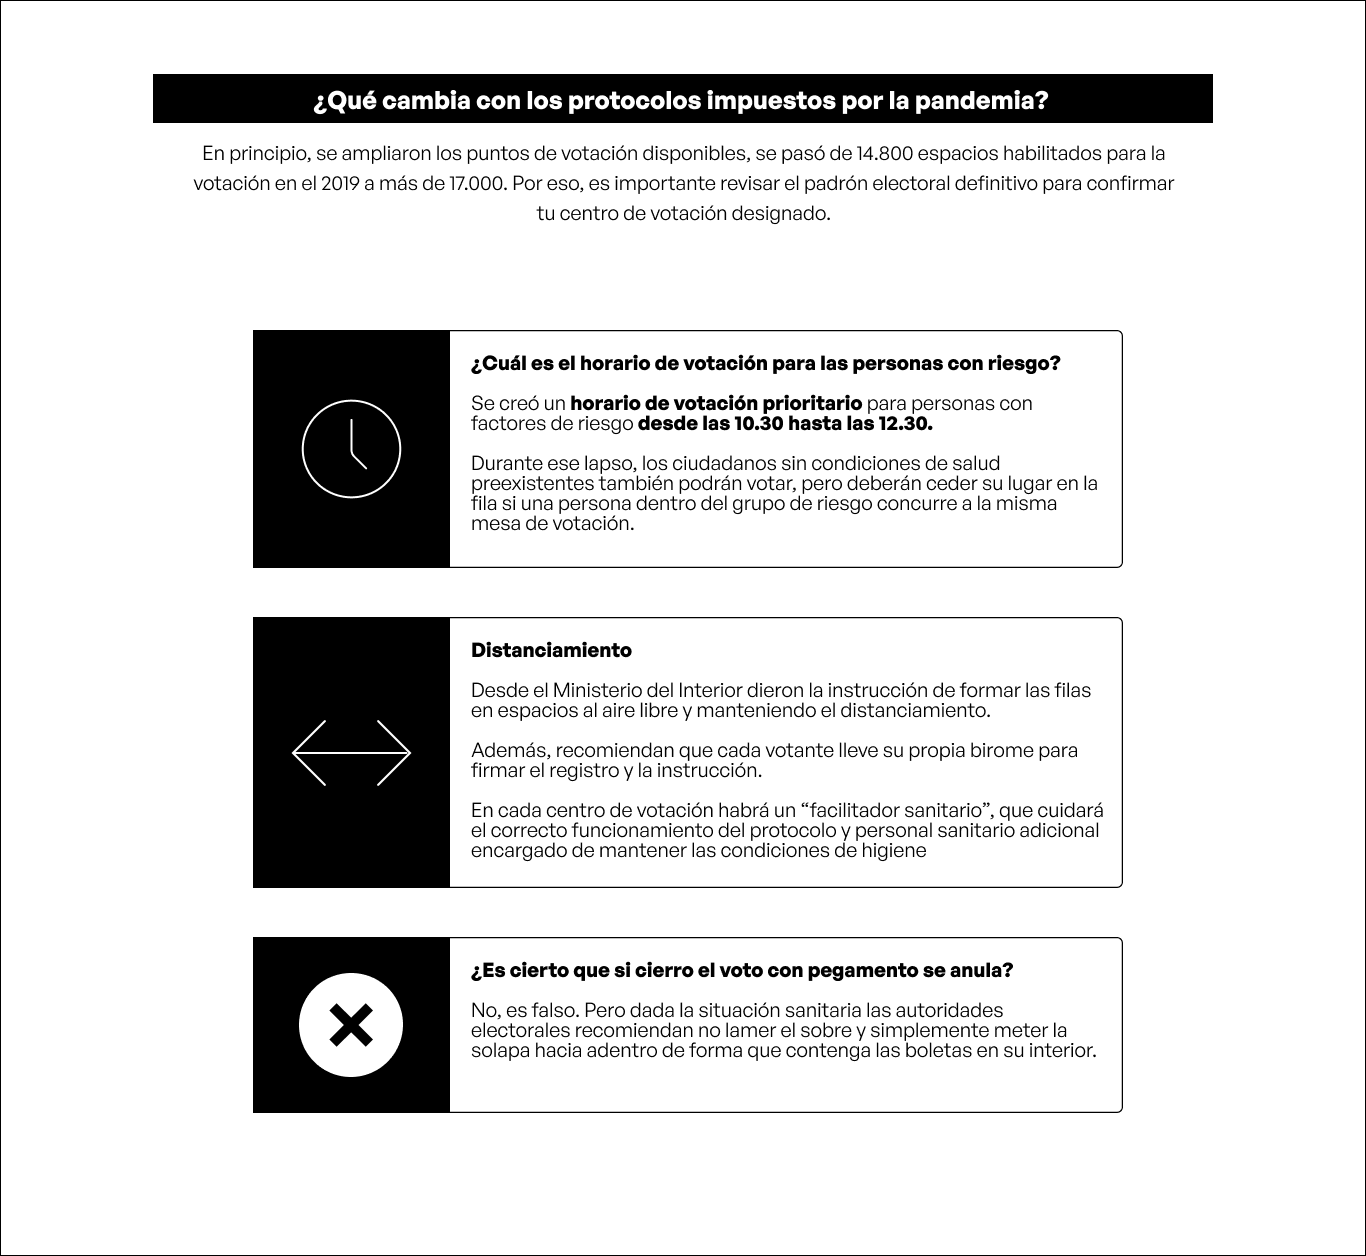 ¿Qué cambia con los protocolos impuestos por la pandemia?
En principio, se ampliaron los puntos de votación disponibles, se pasó de 14.800 espacios habilitados para la
votación en el 2019 a más de 17.000. Por eso, es importante revisar el padrón electoral definitivo para confirmar
tu centro de votación designado.
¿Cuál es el horario de votación para las personas con riesgo?
Se creó un horario de votación prioritario para personas con
factores de riesgo desde las 10.30 hasta las 12.30.
Durante ese lapso, los ciudadanos sin condiciones de salud
preexistentes también podrán votar, pero deberán ceder su lugar en la
fila si una persona dentro del grupo de riesgo concurre a la misma
mesa de votación.
Distanciamiento
Desde el Ministerio del Interior dieron la instrucción de formar las filas
en espacios al aire libre y manteniendo el distanciamiento.
Además, recomiendan que cada votante lleve su propia birome para
firmar el registro y la instrucción.
En cada centro de votación habrá un “facilitador sanitario”, que cuidará
el correcto funcionamiento del protocolo y personal sanitario adicional
encargado de mantener las condiciones de higiene
¿Es cierto que si cierro el voto con pegamento se anula?
No, es falso. Pero dada la situación sanitaria las autoridades
electorales recomiendan no lamer el sobre y simplemente meter la
solapa hacia adentro de forma que contenga las boletas en su interior.